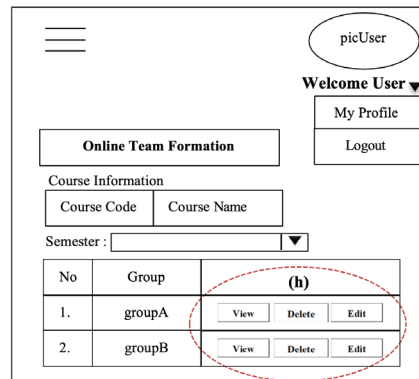 picUser
Welcome User
My Profile
Logout
Online Team Formation
Course Information
Course Code Course Name
Semester :
No Group (h)
1. groupA View Delete Edit
2. groupB View Delete Edit